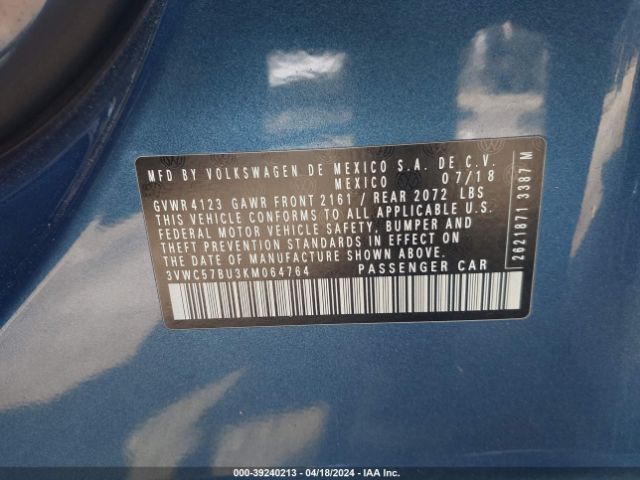 MFD BY VOLKSWAGEN DE MEXICO S.A. DE C.V.
MEXICO 07/18
GVWR 4123 GAWR FRONT 2161 / REAR 2072 LBS
THIS VEHICLE CONFORMS TO ALL APPLICABLE U.S.
FEDERAL MOTOR VEHICLE SAFETY, BUMPER AND
THEFT PREVENTION STANDARDS IN EFFECT ON
THE DATE OF MANUFACTURE SHOWN ABOVE.
3VWC57BU3KM064764 PASSENGER CAR
2621871 3387 M
000-39240213 - 04/18/2024 - IAA Inc.